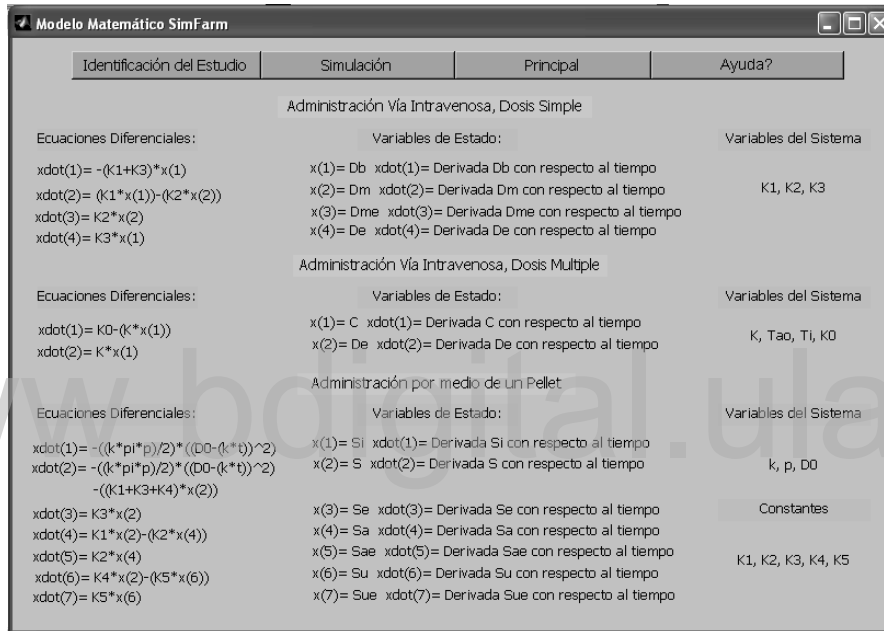 Modelo Matemático SimFarm
Identificación del Estudio Simulación Principal Ayuda?
Administración Vía Intravenosa, Dosis Simple
Ecuaciones Diferenciales: Variables de Estado: Variables del Sistema
xdot(1)= -(K1+K3)*x(1) x(1)= Db xdot(1)= Derivada Db con respecto al tiempo
xdot(2)= (K1*x(1))-(K2*x(2)) x(2)= Dm xdot(2)= Derivada Dm con respecto al tiempo K1, K2, K3
xdot(3)= K2*x(2) x(3)= Dme xdot(3)= Derivada Dme con respecto al tiempo
xdot(4)= K3*x(1) x(4)= De xdot(4)= Derivada De con respecto al tiempo
Administración Vía Intravenosa, Dosis Multiple
Ecuaciones Diferenciales: Variables de Estado: Variables del Sistema
xdot(1)= K0-(K*x(1)) x(1)= C xdot(1)= Derivada C con respecto al tiempo
xdot(2)= K*x(1) x(2)= De xdot(2)= Derivada De con respecto al tiempo K, Tao, Ti, K0
Administración por medio de un Pellet
Ecuaciones Diferenciales: Variables de Estado: Variables del Sistema
xdot(1)= -((k*pi*p)/2)*((D0-(k*t))^2) x(1)= Si xdot(1)= Derivada Si con respecto al tiempo
xdot(2)= -((k*pi*p)/2)*((D0-(k*t))^2) x(2)= S xdot(2)= Derivada S con respecto al tiempo k, p, D0
-((K1+K3+K4)*x(2))
xdot(3)= K3*x(2) x(3)= Se xdot(3)= Derivada Se con respecto al tiempo Constantes
xdot(4)= K1*x(2)-(K2*x(4)) x(4)= Sa xdot(4)= Derivada Sa con respecto al tiempo
xdot(5)= K2*x(4) x(5)= Sae xdot(5)= Derivada Sae con respecto al tiempo K1, K2, K3, K4, K5
xdot(6)= K4*x(2)-(K5*x(6)) x(6)= Su xdot(6)= Derivada Su con respecto al tiempo
xdot(7)= K5*x(6) x(7)= Sue xdot(7)= Derivada Sue con respecto al tiempo
w.bdigital.ula